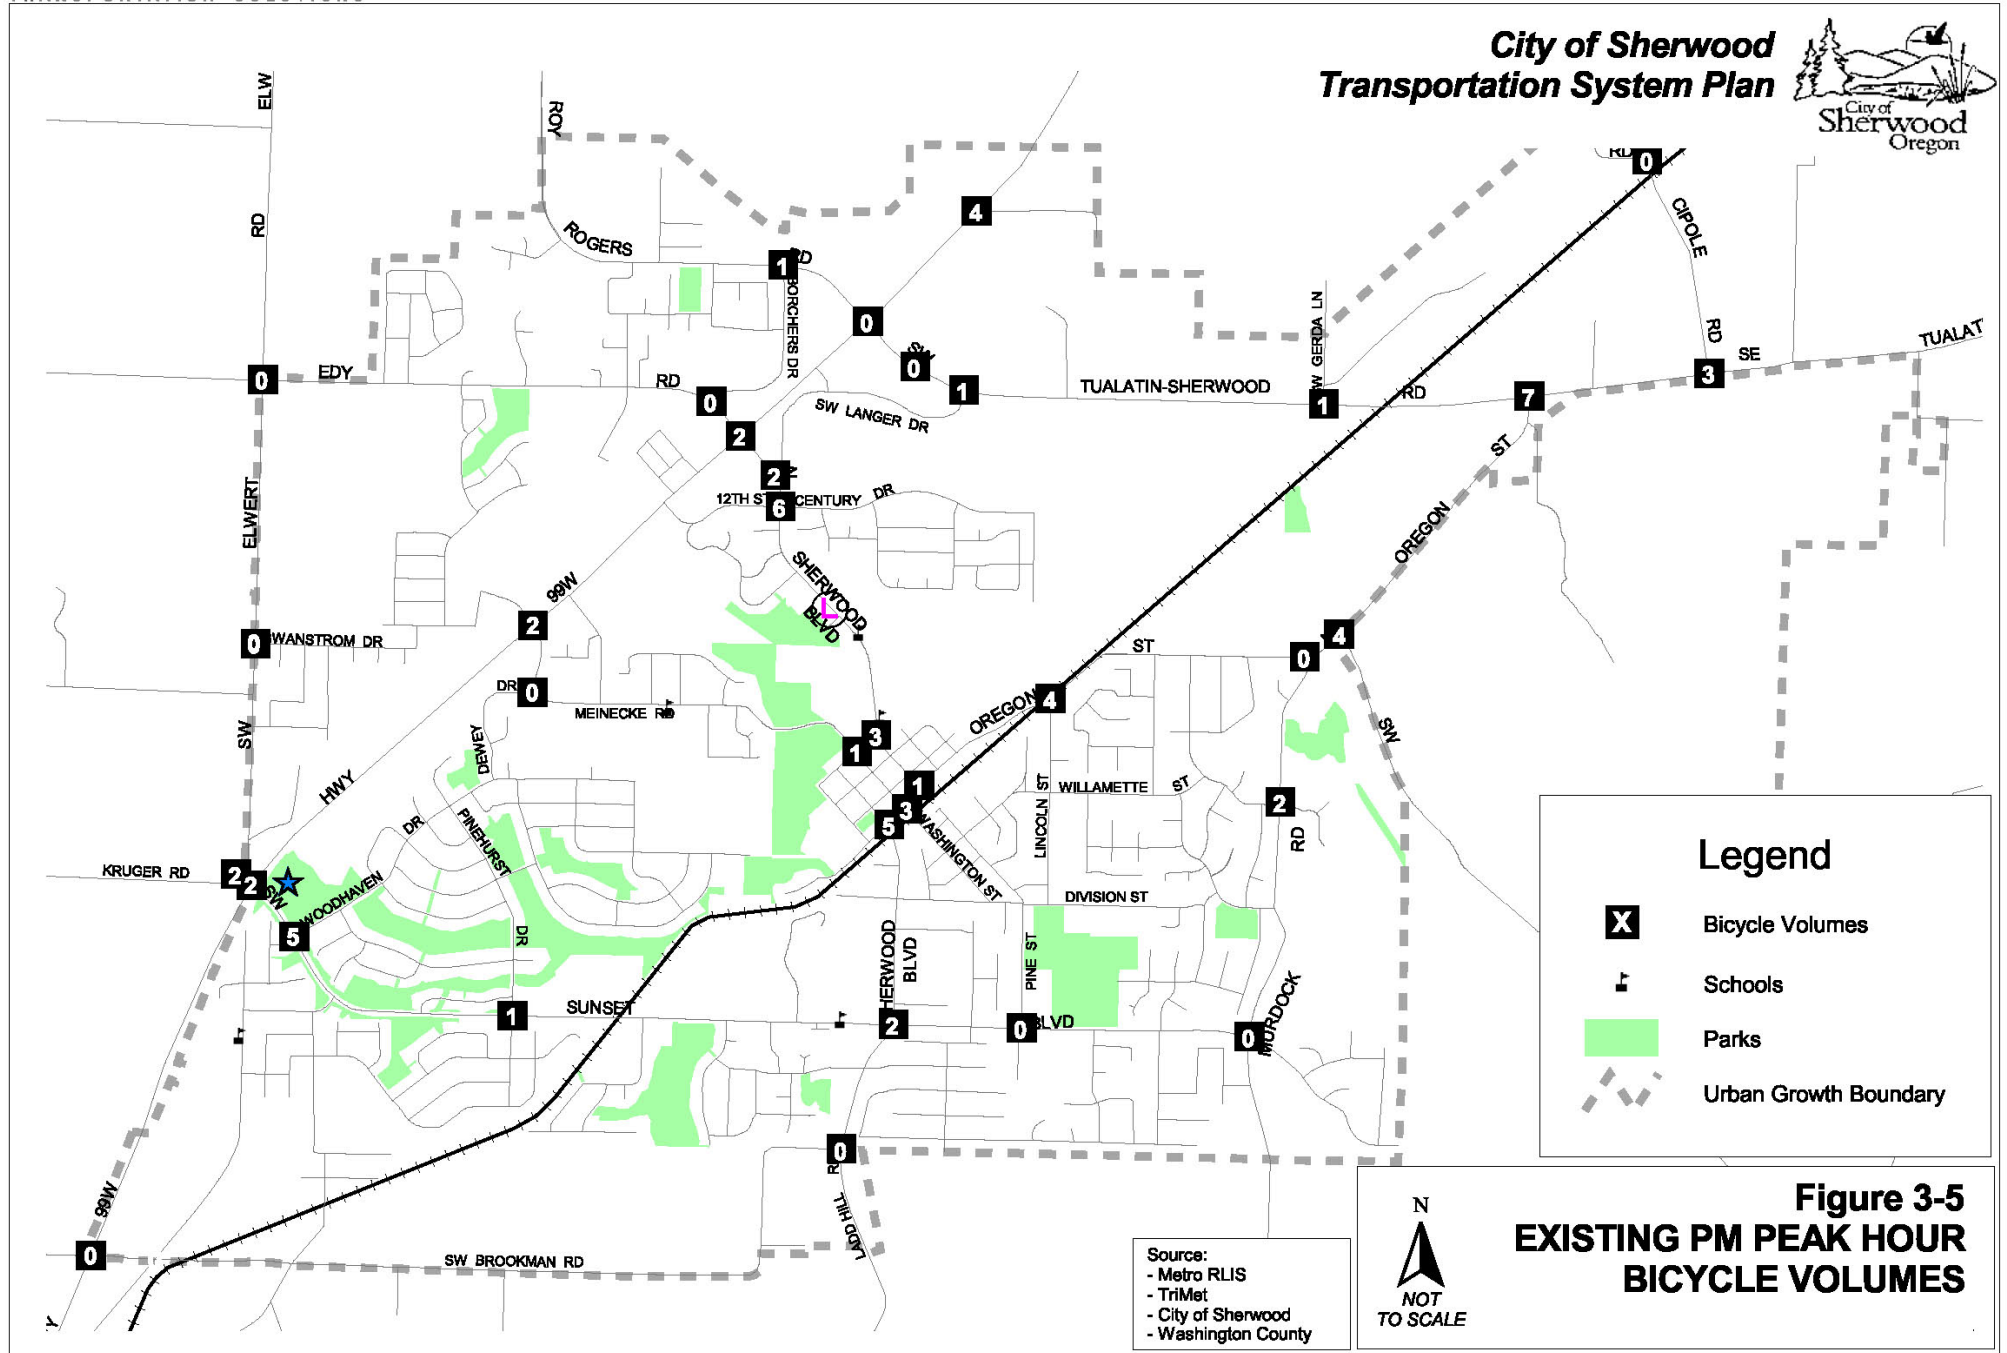 City of Sherwood
Transportation System Plan
City of
Sherwood
Oregon
ELW
RD
ROY
ROGERS
RD
BORCHERS DR
4
1
0
0
RD
CIPOLE
RD
SW GERDA LN
0
EDY
RD
0
SW
0
1
TUALATIN-SHERWOOD
1
RD
7
3
SE
TUALAT
SW LANGER DR
2
2
N
12TH ST
6
CENTURY DR
ELWERT
99W
SHERWOOD
BLVD
L
OREGON
ST
0
SWANSTROM DR
2
DR
0
MEINECKE RD
DEWEY
SW
HWY
ST
0
4
SW
OREGON
4
3
1
1
3
5
WASHINGTON ST
LINCOLN ST
WILLAMETTE ST
2
RD
KRUGER RD
2
2
SW
WOODHAVEN
DR
PINEHURST
DR
5
DIVISION ST
SHERWOOD
BLVD
PINE ST
1
SUNSET
2
0
BLVD
0
MURDOCK
0
R
LADD HILL
99W
0
SW BROOKMAN RD
Y
Legend
X
Bicycle Volumes
Schools
Parks
Urban Growth Boundary
Source:
- Metro RLIS
- TriMet
- City of Sherwood
- Washington County
N
NOT
TO SCALE
Figure 3-5
EXISTING PM PEAK HOUR
BICYCLE VOLUMES